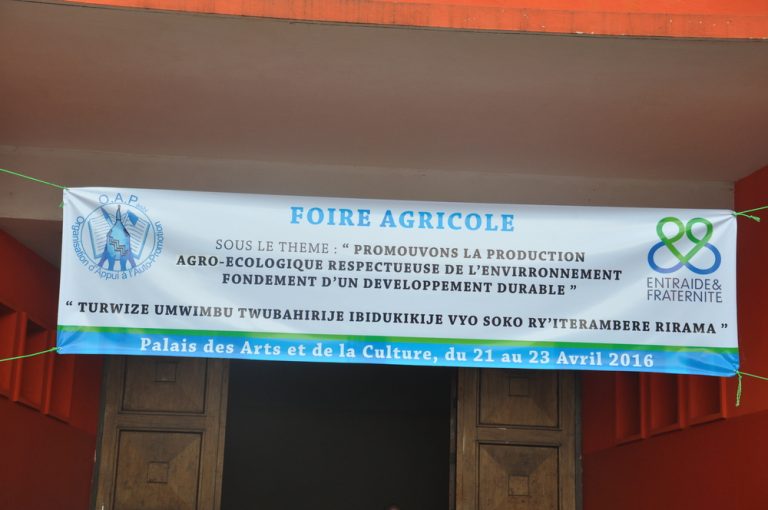 O.A.P
Organisation d'Appui à l'Auto-Promotion
FOIRE AGRICOLE
SOUS LE THEME : “ PROMOUVONS LA PRODUCTION
AGRO-ECOLOGIQUE RESPECTUEUSE DE L'ENVIRRONNEMENT
FONDEMENT D'UN DEVELOPPEMENT DURABLE ”
ENTRAIDE&
FRATERNITE
“ TURWIZE UMWIMBU TWUBAHIRIJE IBIDUKIKIJE VYO SOKO RY'ITERAMBERE RIRAMA ”
Palais des Arts et de la Culture, du 21 au 23 Avril 2016